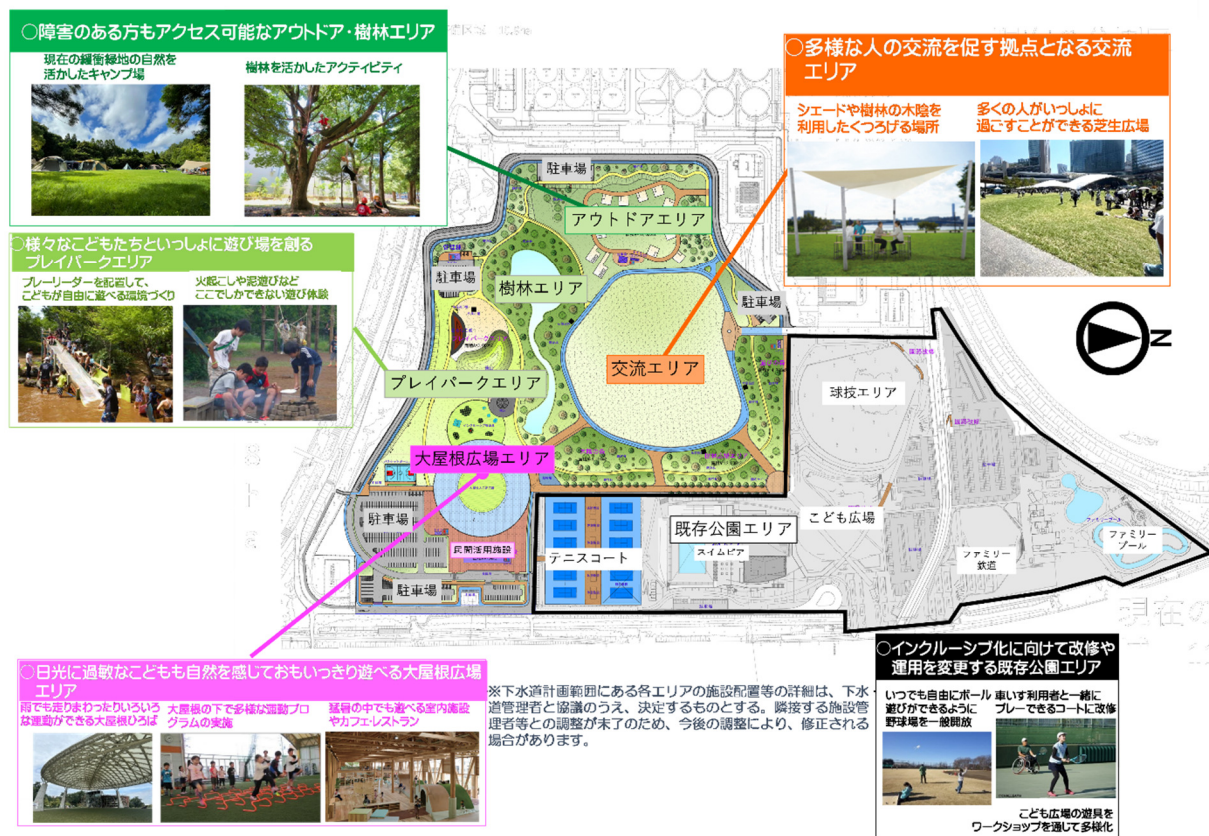 ○障害のある方もアクセス可能なアウトドア・樹林エリア
現在の緩衝緑地の自然を
活かしたキャンプ場
樹林を活かしたアクティビティ
○多様な人の交流を促す拠点となる交流
エリア
シェードや樹林の木陰を
利用したくつろげる場所
多くの人がいっしょに
過ごすことができる芝生広場
○様々なこどもたちといっしょに遊び場を創る
プレイパークエリア
プレーリーダーを配置して、
こどもが自由に遊べる環境づくり
火起こしや泥遊びなど
ここでしかできない遊び体験
駐車場
アウトドアエリア
駐車場
樹林エリア
駐車場
交流エリア
プレイパークエリア
大屋根広場エリア
駐車場
民間活用施設
駐車場
テニスコート
既存公園エリア
スイムピア
球技エリア
こども広場
ファミリー
鉄道
ファミリー
プール
N
○日光に過敏なこどもも自然を感じておもいっきり遊べる大屋根広場
エリア
雨でも走りまわったりいろいろ
な運動ができる大屋根ひろば
大屋根の下で多様な運動プロ
グラムの実施
猛暑の中でも遊べる室内施設
やカフェ・レストラン
※下水道計画範囲にある各エリアの施設配置等の詳細は、下水
道管理者と協議のうえ、決定するものとする。隣接する施設管
理者等との調整が未了のため、今後の調整により、修正される
場合があります。
○インクルーシブ化に向けて改修や
運用を変更する既存公園エリア
いつでも自由にボール
遊びができるように
野球場を一般開放
車いす利用者と一緒に
プレーできるコートに改修
こども広場の遊具を
ワークショップを通じて多様化